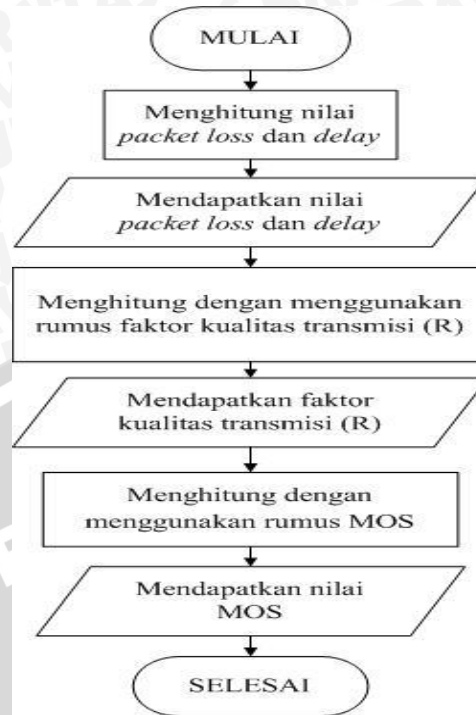 MULAI
Menghitung nilai
packet loss dan delay
Mendapatkan nilai
packet loss dan delay
Menghitung dengan menggunakan
rumus faktor kualitas transmisi (R)
Mendapatkan faktor
kualitas transmisi (R)
Menghitung dengan
menggunakan rumus MOS
Mendapatkan nilai
MOS
SELESAI